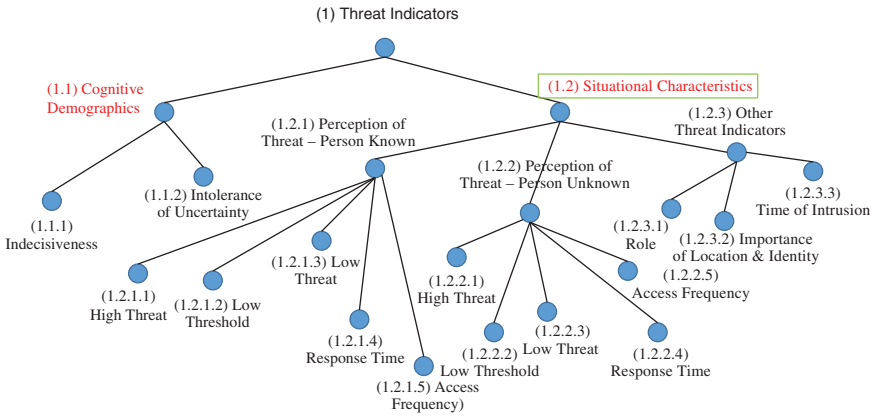 (1) Threat Indicators
(1.1) Cognitive
Demographics
(1.2) Situational Characteristics
(1.2.1) Perception of
Threat – Person Known
(1.2.3) Other
Threat Indicators
(1.2.2) Perception of
Threat – Person Unknown
(1.1.2) Intolerance
of Uncertainty
(1.1.1)
Indecisiveness
(1.2.3.3)
Time of Intrusion
(1.2.3.1)
Role
(1.2.3.2) Importance
of Location & Identity
(1.2.1.3) Low
Threat
(1.2.1.1)
High Threat
(1.2.1.2) Low
Threshold
(1.2.2.1)
High Threat
(1.2.2.5)
Access Frequency
(1.2.1.4)
Response Time
(1.2.2.3)
Low Threat
(1.2.2.2)
Low Threshold
(1.2.2.4)
Response Time
(1.2.1.5) Access
Frequency)